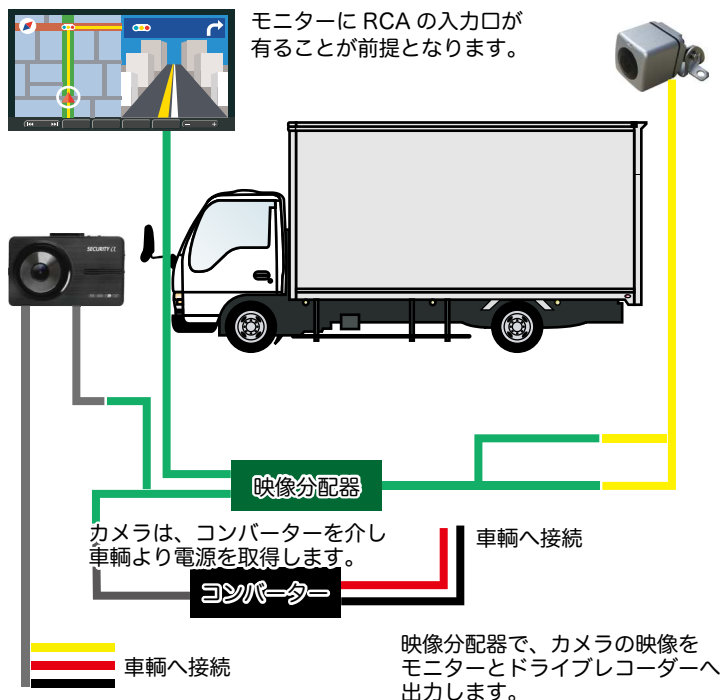 モニターに RCA の入力口が
有ることが前提となります。
SECURITY α
映像分配器
カメラは、コンバーターを介し
車輌より電源を取得します。
車輌へ接続
コンバーター
車輌へ接続
映像分配器で、カメラの映像を
モニターとドライブレコーダーへ
出力します。